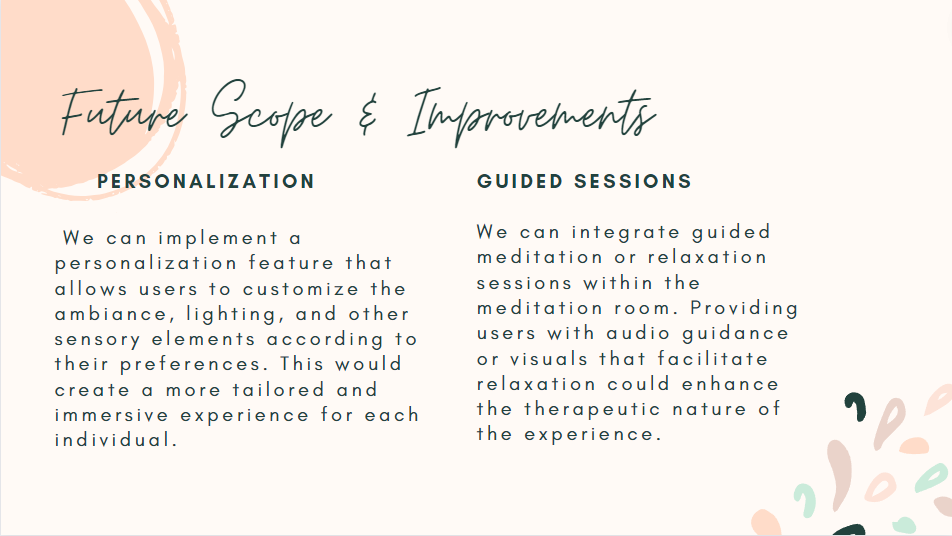 Future Scope & Improvements
PERSONALIZATION
We can implement a
personalization feature that
allows users to customize the
ambiance, lighting, and other
sensory elements according to
their preferences. This would
create a more tailored and
immersive experience for each
individual.
GUIDED SESSIONS
We can integrate guided
meditation or relaxation
sessions within the
meditation room. Providing
users with audio guidance
or visuals that facilitate
relaxation could enhance
the therapeutic nature of
the experience.